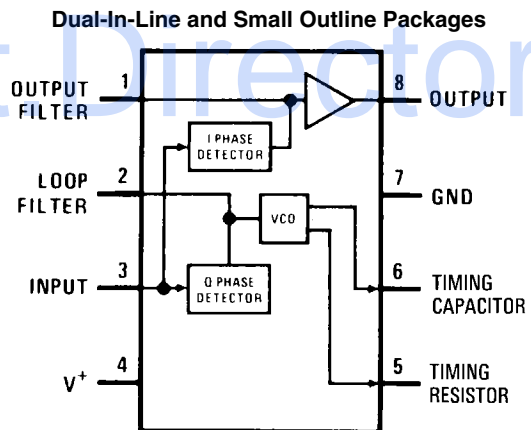 Dual-In-Line and Small Outline Packages
t.Director
OUTPUT
FILTER
1
8
OUTPUT
I PHASE
DETECTOR
LOOP
FILTER
2
7
GND
VCO
INPUT
3
Q PHASE
DETECTOR
6
TIMING
CAPACITOR
4
V+
5
TIMING
RESISTOR